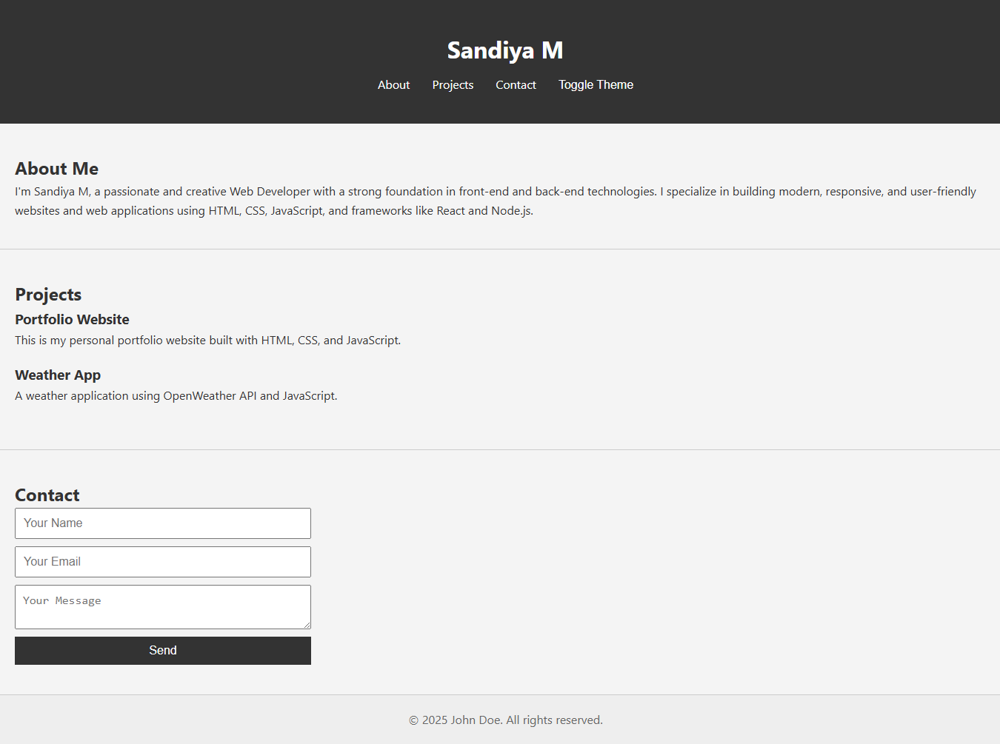 Sandiya M
About Projects Contact Toggle Theme
About Me
I'm Sandiya M, a passionate and creative Web Developer with a strong foundation in front-end and back-end technologies. I specialize in building modern, responsive, and user-friendly
websites and web applications using HTML, CSS, JavaScript, and frameworks like React and Node.js.
Projects
Portfolio Website
This is my personal portfolio website built with HTML, CSS, and JavaScript.
Weather App
A weather application using OpenWeather API and JavaScript.
Contact
Your Name
Your Email
Your Message
Send
© 2025 John Doe. All rights reserved.